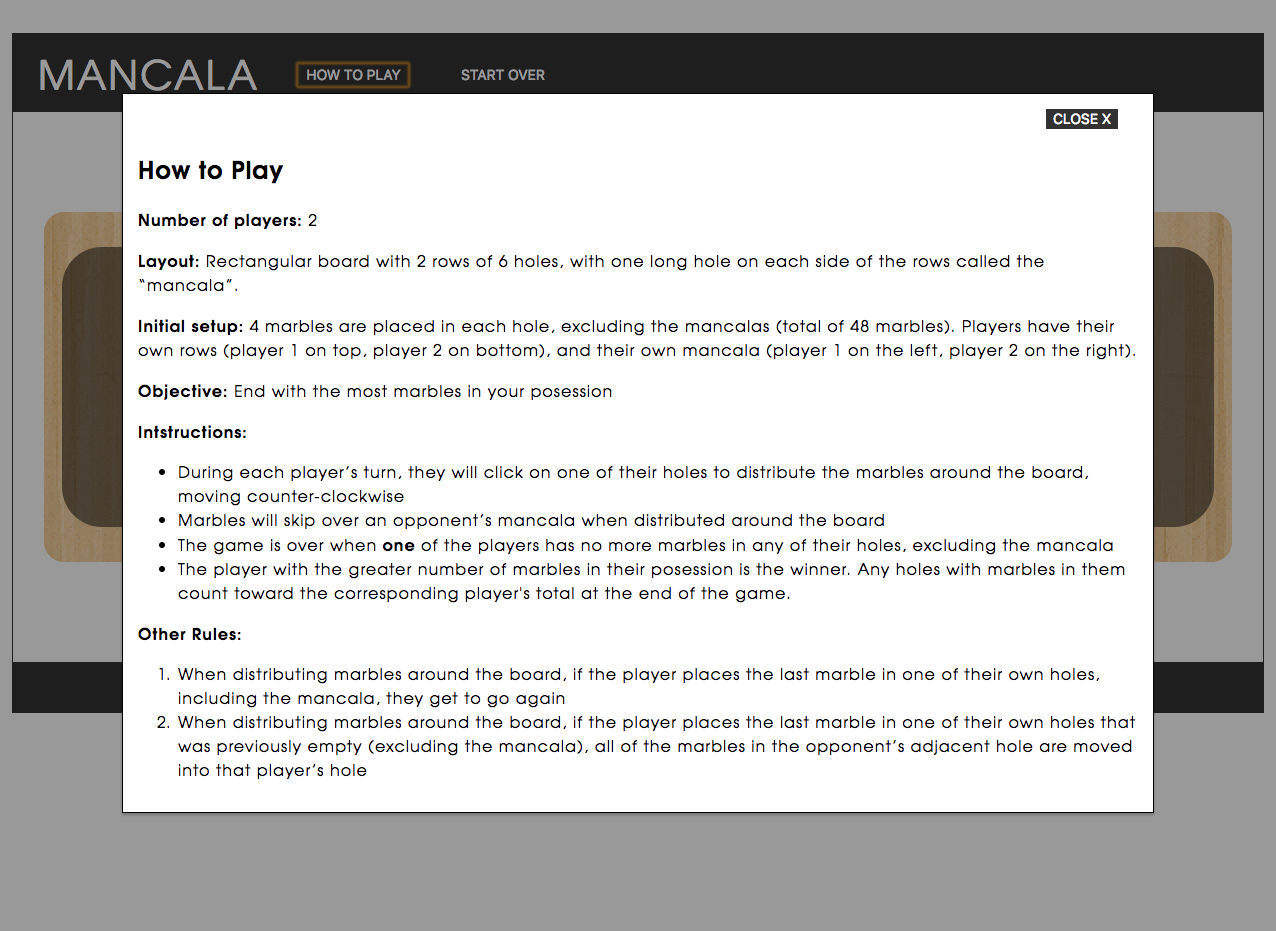 MANCALA
HOW TO PLAY
START OVER
CLOSE X
How to Play
Number of players: 2
Layout: Rectangular board with 2 rows of 6 holes, with one long hole on each side of the rows called the
“mancala”.
Initial setup: 4 marbles are placed in each hole, excluding the mancalas (total of 48 marbles). Players have their
own rows (player 1 on top, player 2 on bottom), and their own mancala (player 1 on the left, player 2 on the right).
Objective: End with the most marbles in your posession
Intstructions:
• During each player’s turn, they will click on one of their holes to distribute the marbles around the board,
moving counter-clockwise
• Marbles will skip over an opponent’s mancala when distributed around the board
• The game is over when one of the players has no more marbles in any of their holes, excluding the mancala
• The player with the greater number of marbles in their posession is the winner. Any holes with marbles in them
count toward the corresponding player's total at the end of the game.
Other Rules:
1. When distributing marbles around the board, if the player places the last marble in one of their own holes,
including the mancala, they get to go again
2. When distributing marbles around the board, if the player places the last marble in one of their own holes that
was previously empty (excluding the mancala), all of the marbles in the opponent’s adjacent hole are moved
into that player’s hole